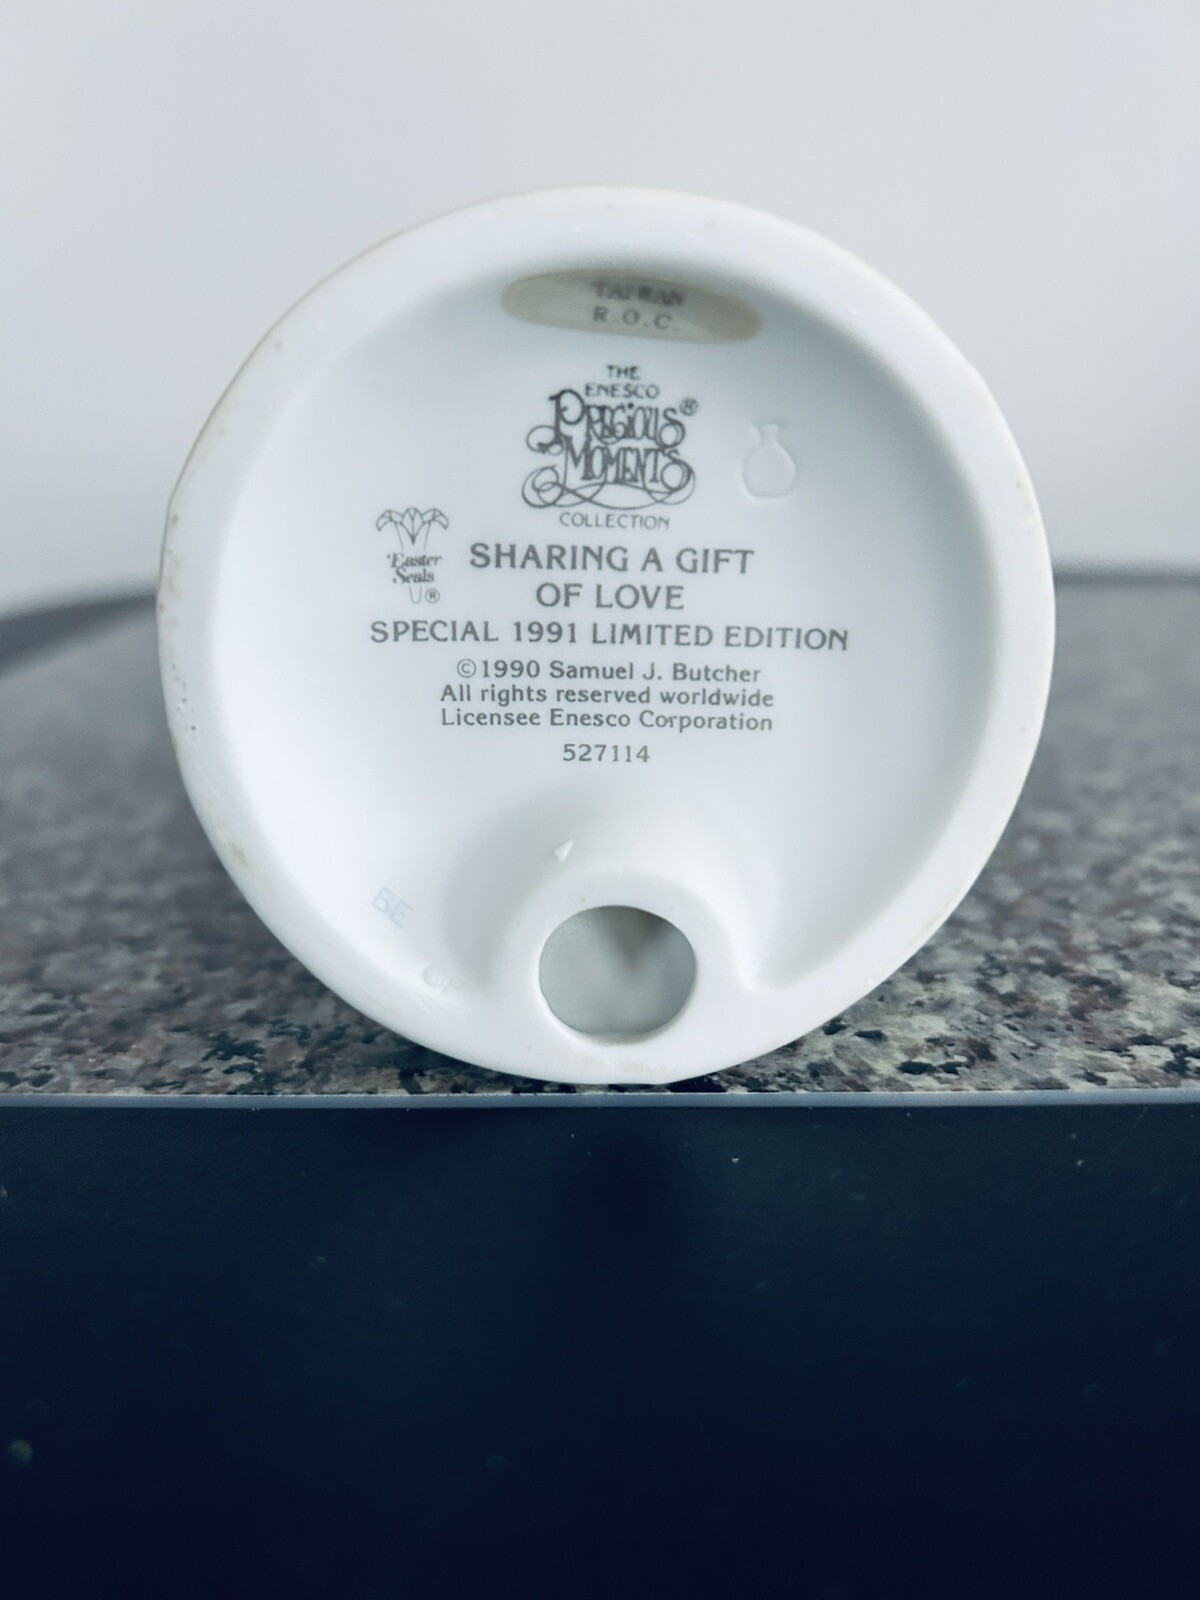 TAIWAN
R.O.C.
THE
ENESCO
PRECIOUS ®
MOMENTS
COLLECTION
Easter
Seals
®
SHARING A GIFT
OF LOVE
SPECIAL 1991 LIMITED EDITION
©1990 Samuel J. Butcher
All rights reserved worldwide
Licensee Enesco Corporation
527114